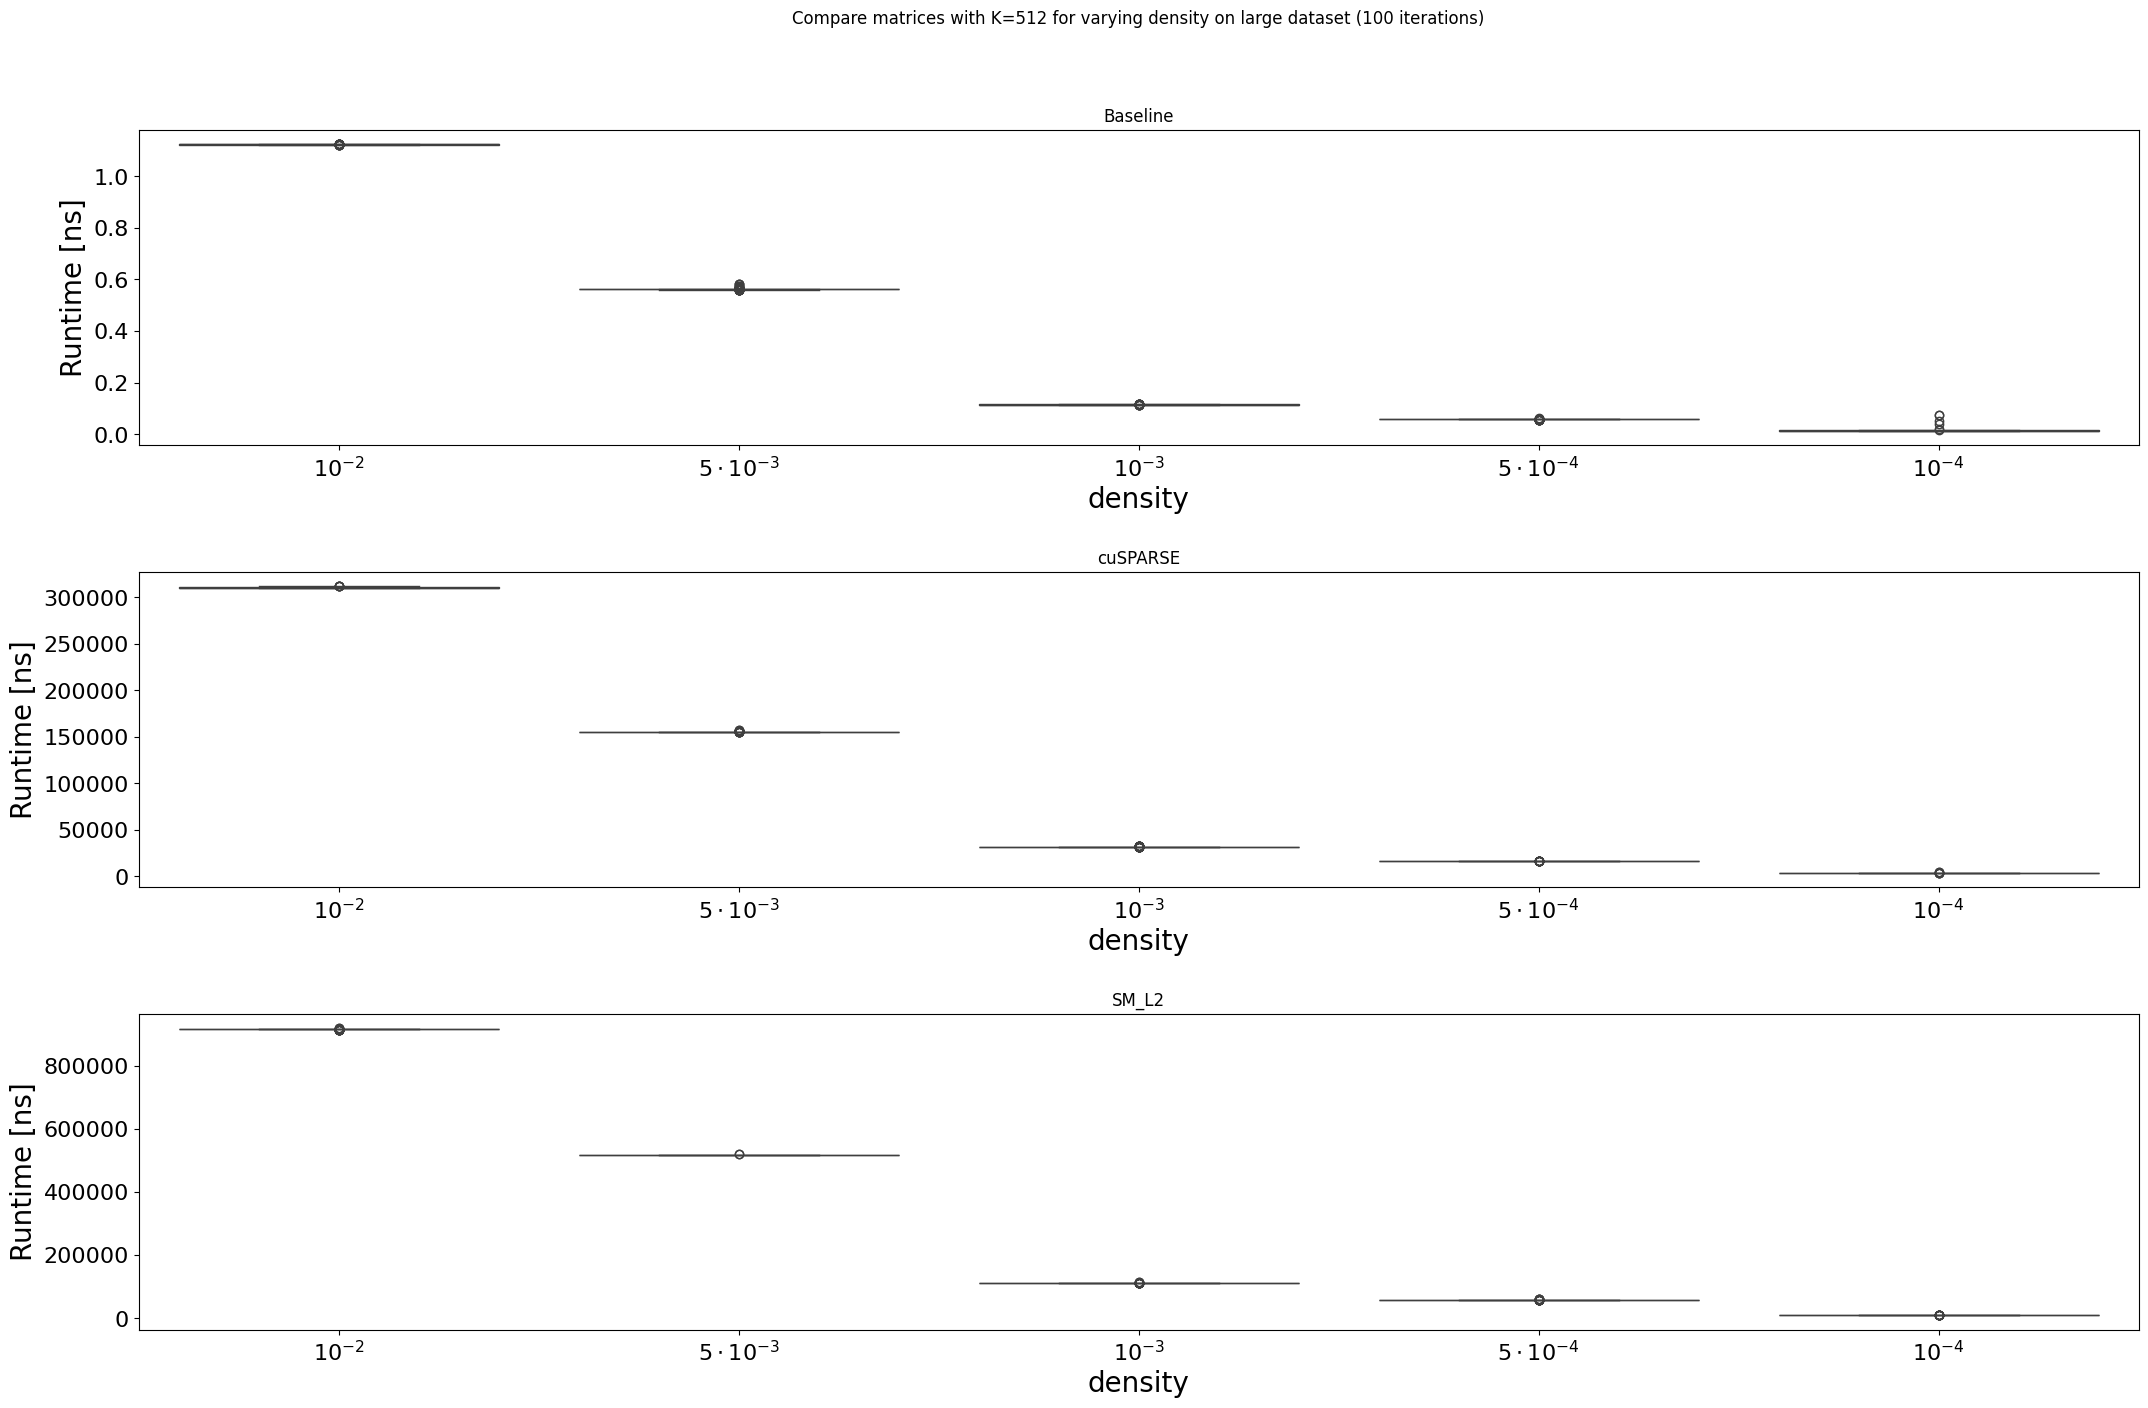 Compare matrices with K=512 for varying density on large dataset (100 iterations)
Baseline
Runtime [ns]
1.0
0.8
0.6
0.4
0.2
0.0
10⁻² 5·10⁻³ 10⁻³ 5·10⁻⁴ 10⁻⁴
density
cuSPARSE
Runtime [ns]
300000
250000
200000
150000
100000
50000
0
10⁻² 5·10⁻³ 10⁻³ 5·10⁻⁴ 10⁻⁴
density
SM_L2
Runtime [ns]
800000
600000
400000
200000
0
10⁻² 5·10⁻³ 10⁻³ 5·10⁻⁴ 10⁻⁴
density